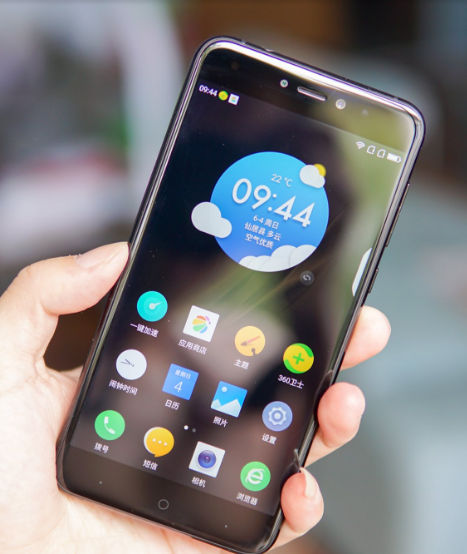 09:44
22℃
09:44
6-4 周日
仙居县 多云
空气优质
一键加速
应用商店
主题
360卫士
闹钟时间
星期日
4
日历
照片
设置
拨号
短信
相机
浏览器